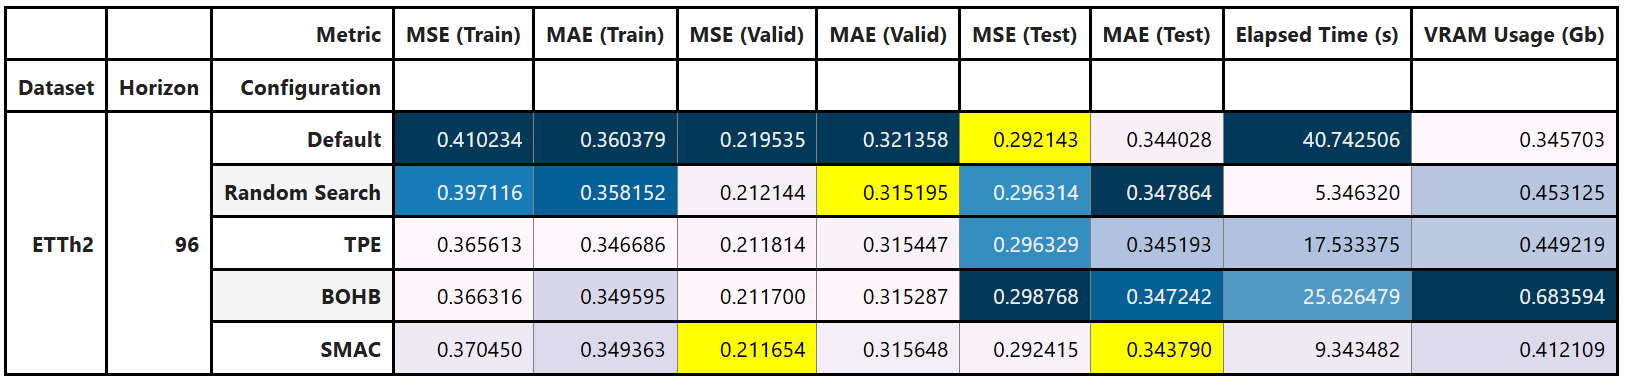 Metric MSE (Train) MAE (Train) MSE (Valid) MAE (Valid) MSE (Test) MAE (Test) Elapsed Time (s) VRAM Usage (Gb)
Dataset Horizon Configuration
Default 0.410234 0.360379 0.219535 0.321358 0.292143 0.344028 40.742506 0.345703
Random Search 0.397116 0.358152 0.212144 0.315195 0.296314 0.347864 5.346320 0.453125
ETTh2 96 TPE 0.365613 0.346686 0.211814 0.315447 0.296329 0.345193 17.533375 0.449219
BOHB 0.366316 0.349595 0.211700 0.315287 0.298768 0.347242 25.626479 0.683594
SMAC 0.370450 0.349363 0.211654 0.315648 0.292415 0.343790 9.343482 0.412109